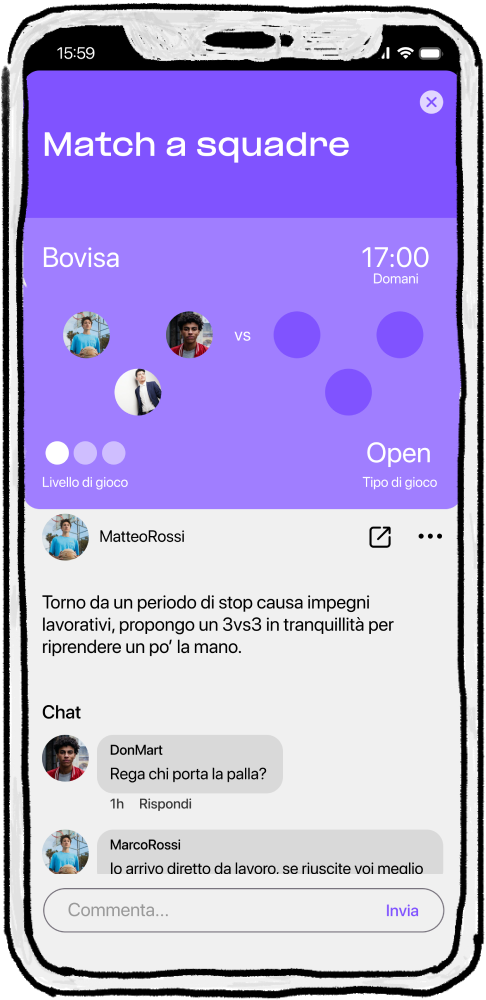 15:59
Match a squadre
Bovisa
17:00
Domani
vs
Open
Livello di gioco
Tipo di gioco
MatteoRossi
Torno da un periodo di stop causa impegni
lavorativi, propongo un 3vs3 in tranquillità per
riprendere un po’ la mano.
Chat
DonMart
Rega chi porta la palla?
1h Rispondi
MarcoRossi
Io arrivo diretto da lavoro, se riuscite voi meglio
Commenta...
Invia